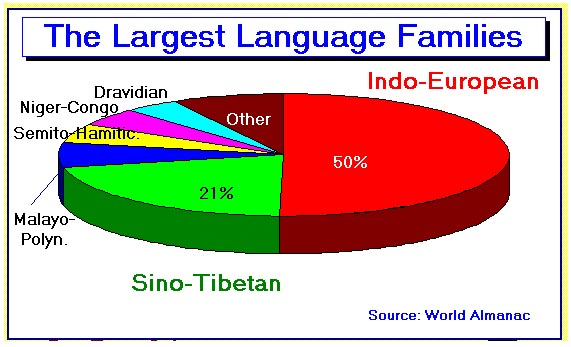 The Largest Language Families
Indo-European
Dravidian
Niger-Congo
Semito-Hamitic.
Other
50%
21%
Malayo-
Polyn.
Sino-Tibetan
Source: World Almanac